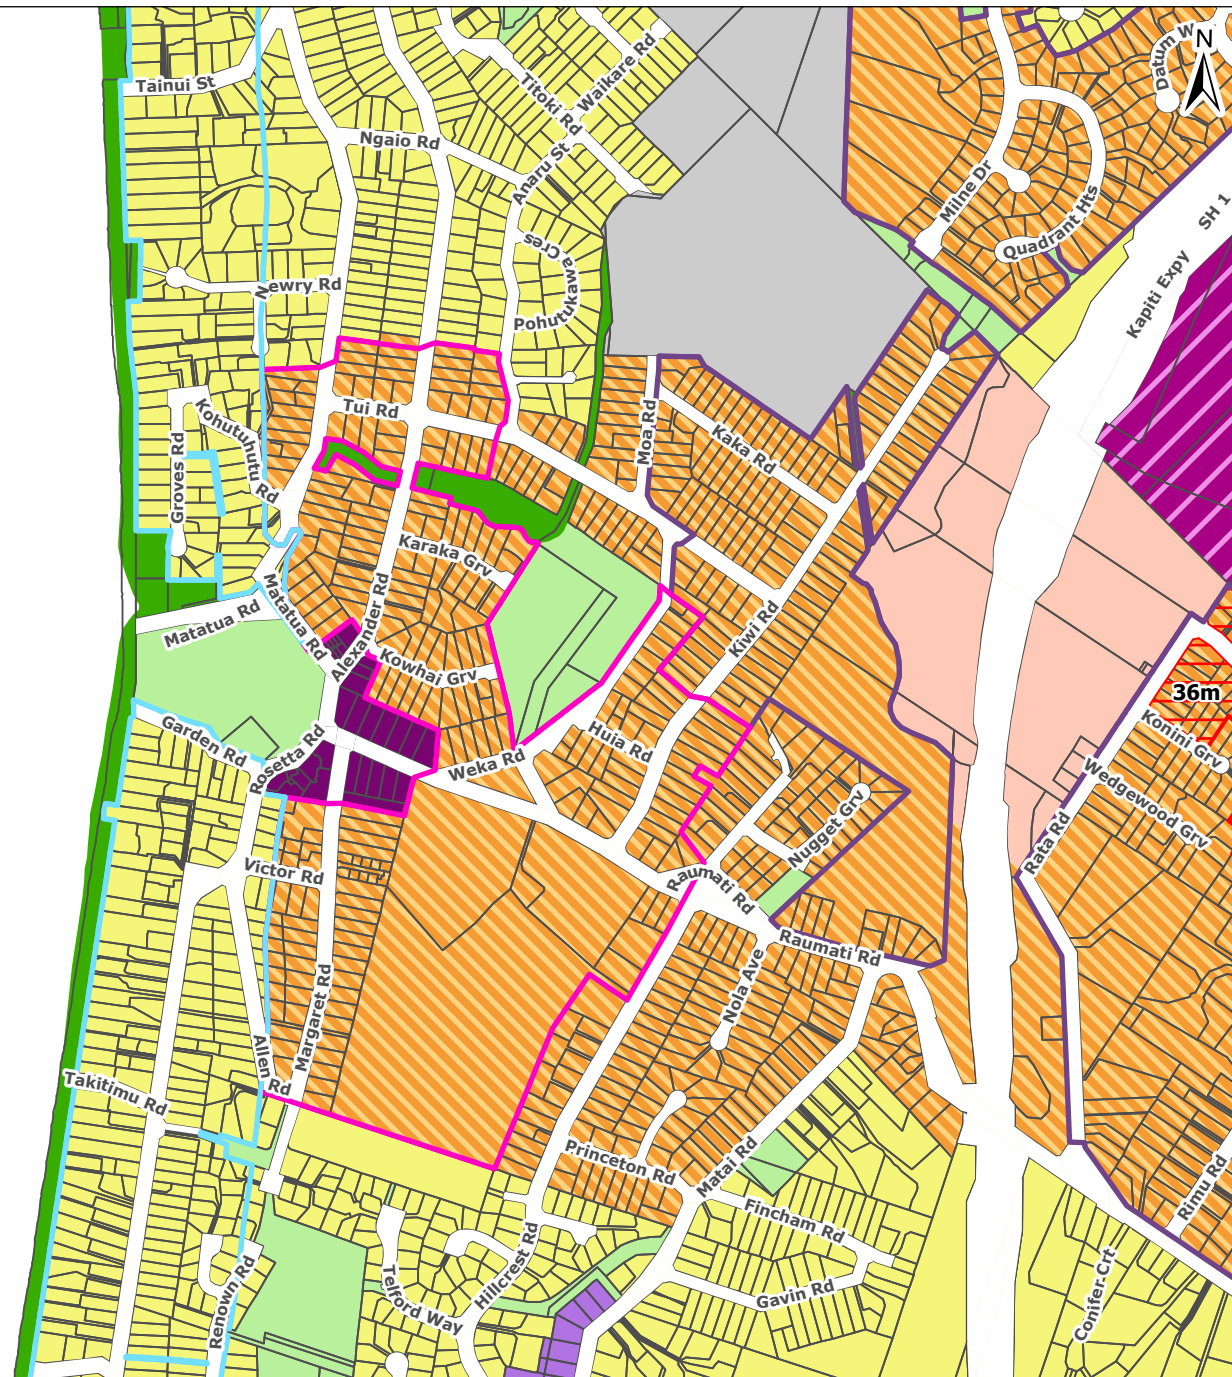 Datum W
N
Waikare Rd
Tainui St
Titoki Rd
Ngaio Rd
Anaru St
Milne Dr
SH 1
Quadrant Hts
Pohutukawa Cres
Kapiti Expy
Newry Rd
Tui Rd
Kohutuhutu Rd
Moa Rd
Kaka Rd
Groves Rd
Karaka Grv
Matatua Rd
Matatua Rd
Alexander Rd
Kiwi Rd
Kowhai Grv
36m
Konini Grv
Garden Rd
Rosetta Rd
Huia Rd
Weka Rd
Wedgewood Grv
Nugget Grv
Rata Rd
Victor Rd
Raumati Rd
Raumati Rd
Nola Ave
Margaret Rd
Allen Rd
Takitimu Rd
Princeton Rd
Matai Rd
Rimu Rd
Fincham Rd
Hillcrest Rd
Renown Rd
Telford Way
Gavin Rd
Conifer Crt